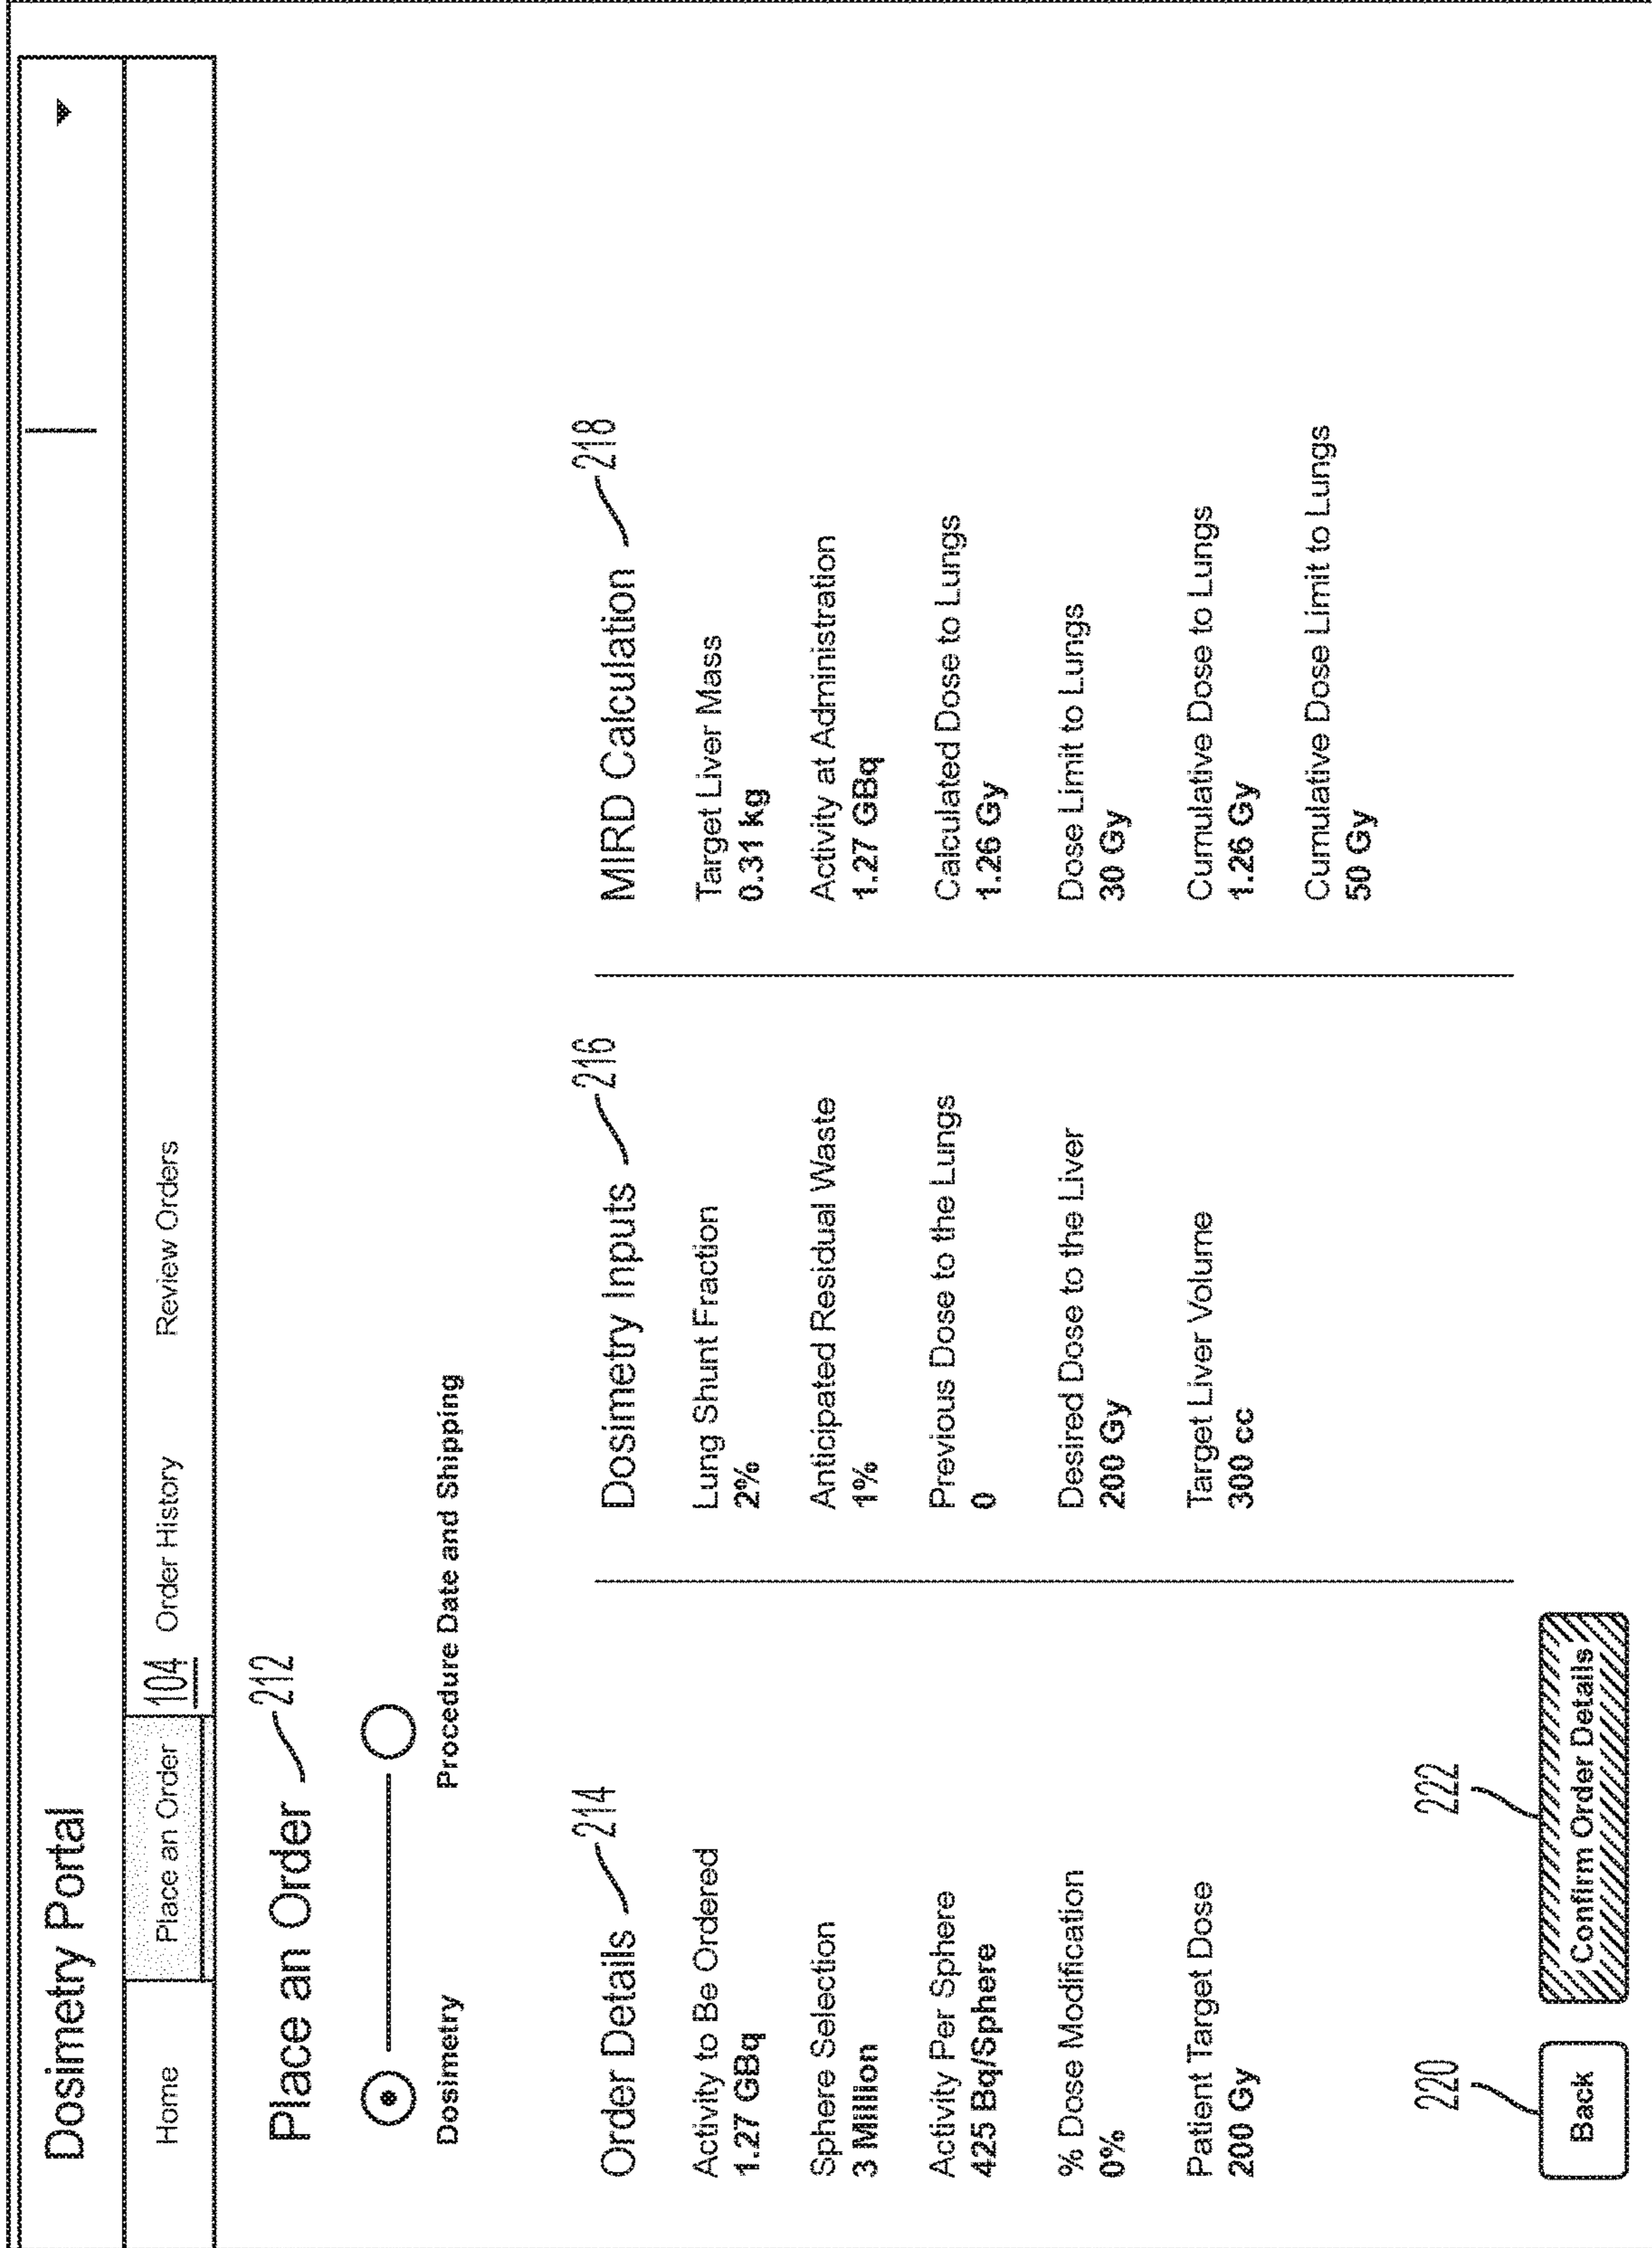 Dosimetry Portal
Home Place an Order 104 Order History Review Orders
Place an Order 212
Dosimetry Procedure Date and Shipping
Order Details 214
Activity to Be Ordered
1.27 GBq
Sphere Selection
3 Million
Activity Per Sphere
425 Bq/Sphere
% Dose Modification
0%
Patient Target Dose
200 Gy
Dosimetry Inputs 216
Lung Shunt Fraction
2%
Anticipated Residual Waste
1%
Previous Dose to the Lungs
0
Desired Dose to the Liver
200 Gy
Target Liver Volume
300 cc
MIRD Calculation 218
Target Liver Mass
0.31 kg
Activity at Administration
1.27 GBq
Calculated Dose to Lungs
1.26 Gy
Dose Limit to Lungs
30 Gy
Cumulative Dose to Lungs
1.26 Gy
Cumulative Dose Limit to Lungs
50 Gy
220 222
Back Confirm Order Details